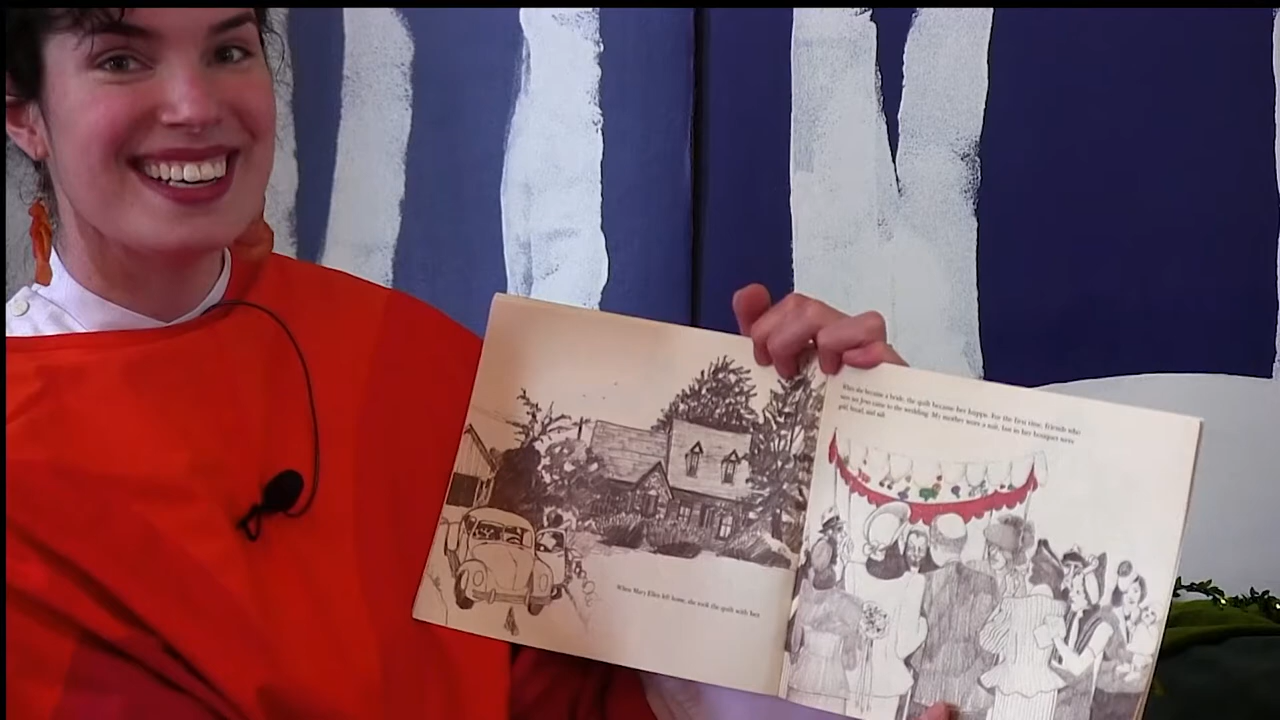 When Mary Ellen left home, she took the quilt with her.
When she became a bride, the quilt became her huppa. For the first time, friends who
were not Jews came to the wedding. My mother wore a suit, but in her bouquet were
gold, bread, and salt.